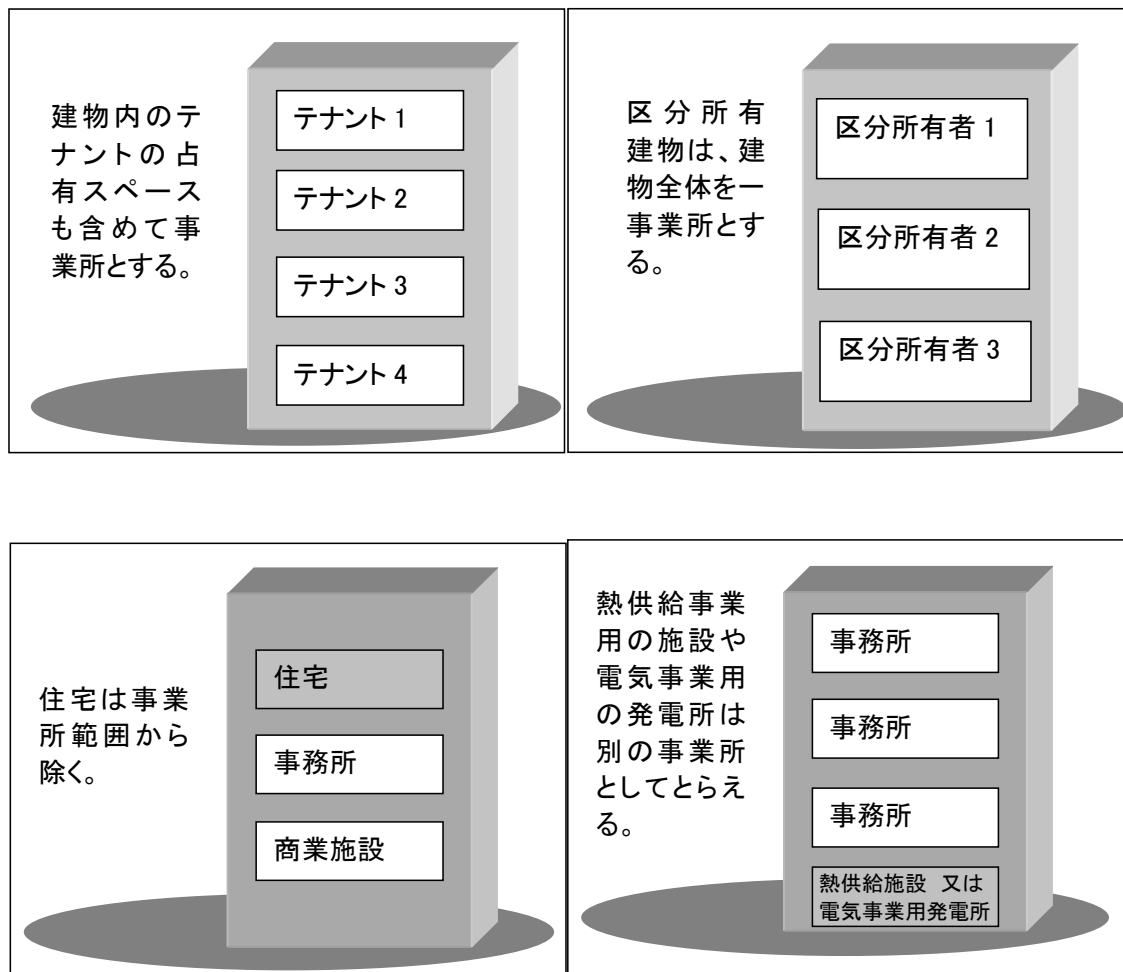 建物内のテ
ナントの占
有スペース
も含めて事
業所とする。
テナント 1
テナント 2
テナント 3
テナント 4
区分所有
建物は、建
物全体を一
事業所とす
る。
区分所有者 1
区分所有者 2
区分所有者 3
住宅は事業
所範囲から
除く。
住宅
事務所
商業施設
熱供給事業
用の施設や
電気事業用
の発電所は
別の事業所
としてとらえ
る。
事務所
事務所
事務所
熱供給施設 又は
電気事業用発電所